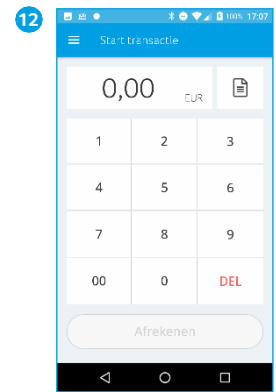 12
100% 17:07
Start transactie
0,00 EUR
1 2 3
4 5 6
7 8 9
00 0 DEL
Afrekenen